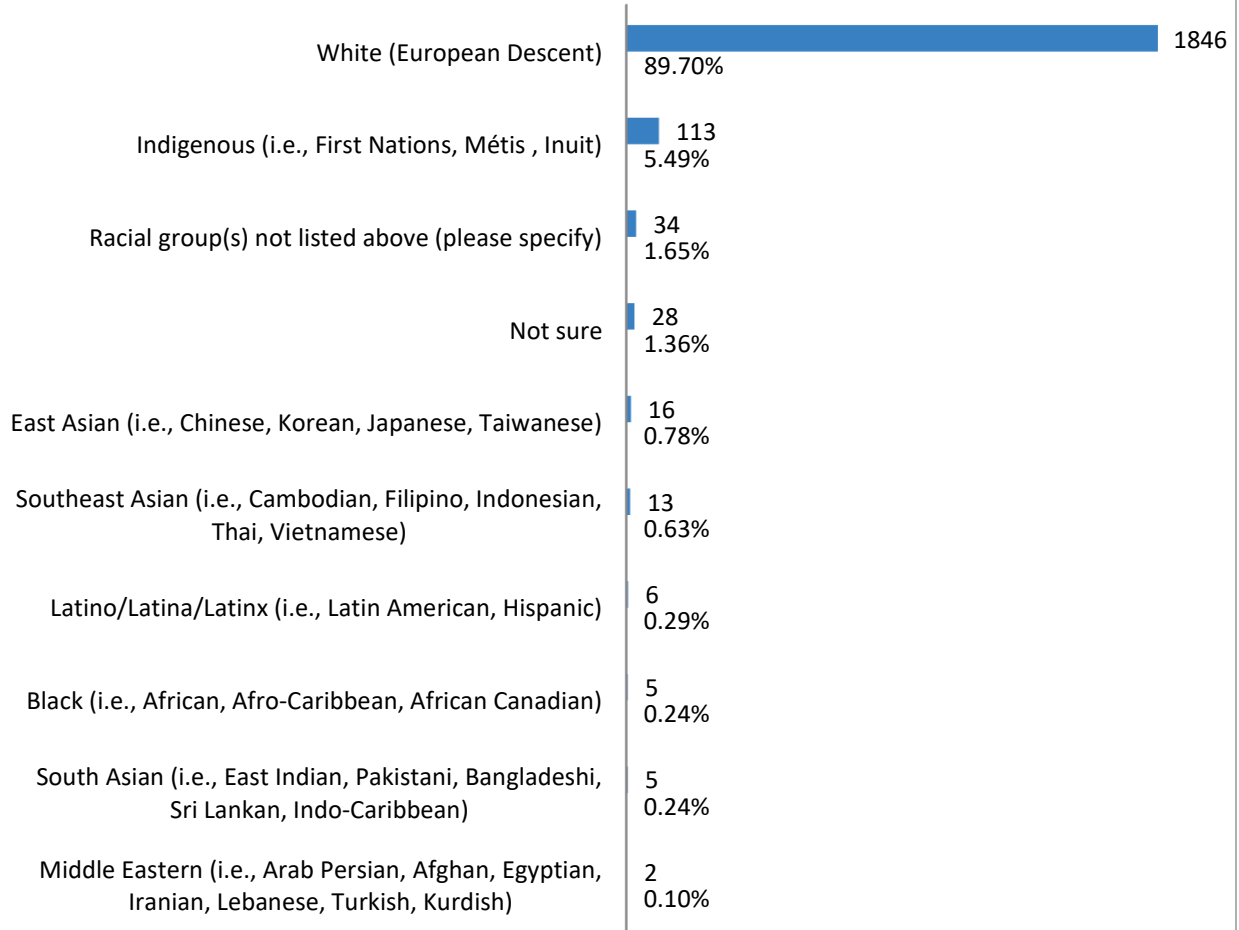 White (European Descent)
1846
89.70%
Indigenous (i.e., First Nations, Métis , Inuit)
113
5.49%
Racial group(s) not listed above (please specify)
34
1.65%
Not sure
28
1.36%
East Asian (i.e., Chinese, Korean, Japanese, Taiwanese)
16
0.78%
Southeast Asian (i.e., Cambodian, Filipino, Indonesian,
Thai, Vietnamese)
13
0.63%
Latino/Latina/Latinx (i.e., Latin American, Hispanic)
6
0.29%
Black (i.e., African, Afro-Caribbean, African Canadian)
5
0.24%
South Asian (i.e., East Indian, Pakistani, Bangladeshi,
Sri Lankan, Indo-Caribbean)
5
0.24%
Middle Eastern (i.e., Arab Persian, Afghan, Egyptian,
Iranian, Lebanese, Turkish, Kurdish)
2
0.10%